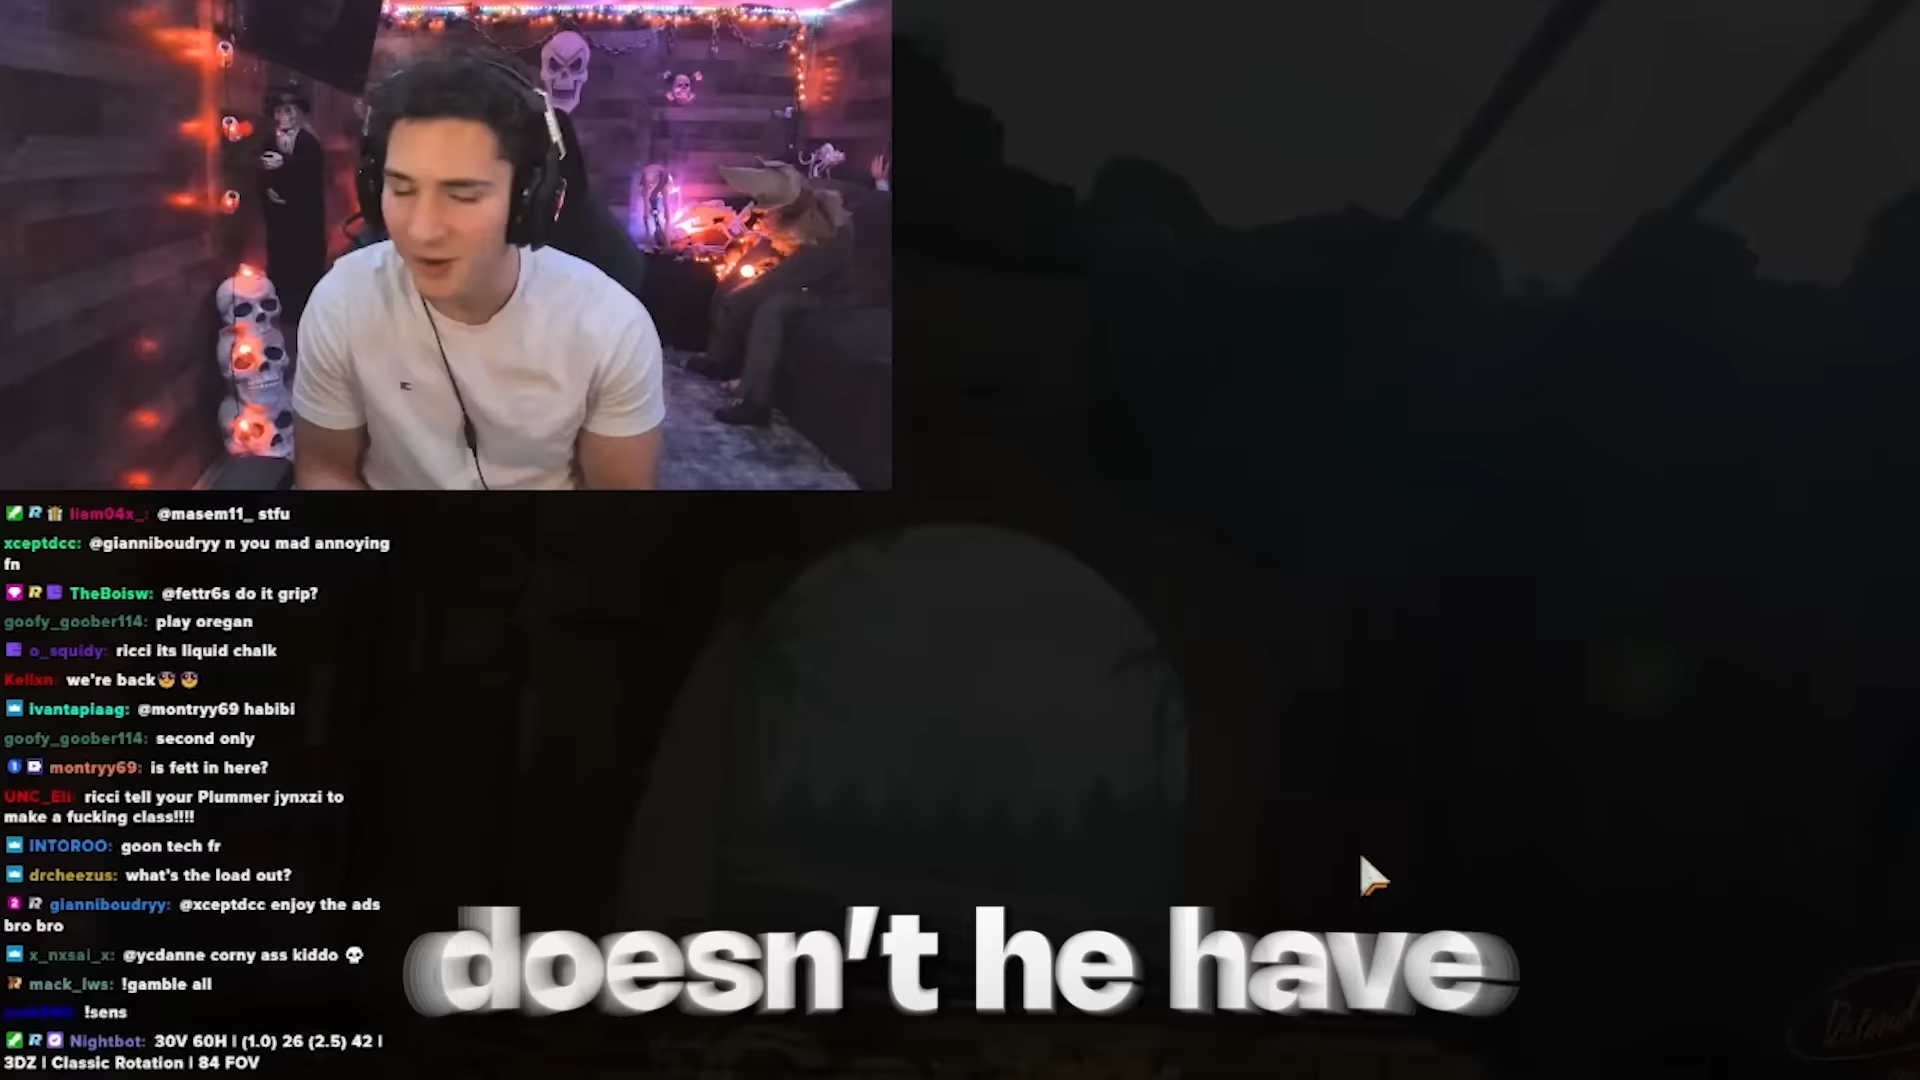 liam04x_: @masem11_ stfu
xceptdcc: @gianniboudryy n you mad annoying
fn
TheBoisw: @fettr6s do it grip?
goofy_goober114: play oregan
o_squidy: ricci its liquid chalk
Kellxn: we're back
ivantapiaag: @montryy69 habibi
goofy_goober114: second only
montryy69: is fett in here?
UNC_Eli: ricci tell your Plummer jynxzi to
make a fucking class!!!!
INTOROO: goon tech fr
drcheezus: what's the load out?
gianniboudryy: @xceptdcc enjoy the ads
bro bro
x_nxsai_x: @ycdanne corny ass kiddo
mack_lws: !gamble all
!sens
Nightbot: 30V 60H | (1.0) 26 (2.5) 42 |
3DZ | Classic Rotation | 84 FOV
doesn't he have